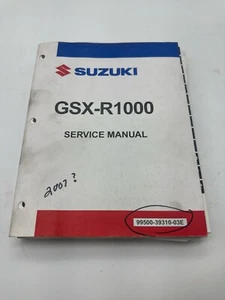 SUZUKI
GSX-R1000
SERVICE MANUAL
2007?
99500-39310-03E